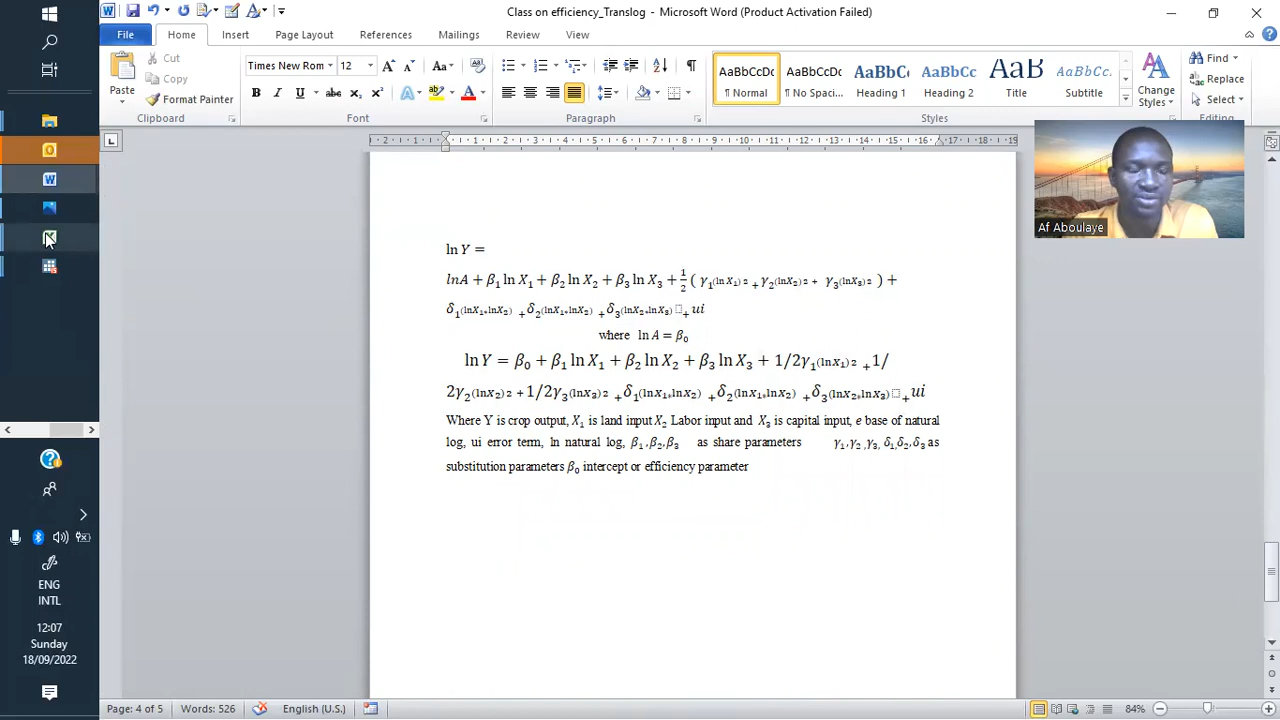 Class on efficiency_Translog - Microsoft Word (Product Activation Failed)
File Home Insert Page Layout References Mailings Review View
Cut
Copy
Format Painter
Paste
Clipboard
Times New Rom 12
Font
Paragraph
AaBbCcDc AaBbCcDc AaBbCc AaBbCc AaB AaBbCc.
¶ Normal ¶ No Spaci... Heading 1 Heading 2 Title Subtitle
Change Styles
Styles
Find
Replace
Select
Editing
Af Aboulaye
ln Y =
lnA + β₁ ln X₁ + β₂ ln X₂ + β₃ ln X₃ + ½ ( γ₁(lnX₁)2 + γ₂(lnX₂)2 + γ₃(lnX₃)2 ) +
δ₁(lnX₁*lnX₂) + δ₂(lnX₁*lnX₂) + δ₃(lnX₂*lnX₃) + ui
where ln A = β₀
ln Y = β₀ + β₁ ln X₁ + β₂ ln X₂ + β₃ ln X₃ + 1/2γ₁(lnX₁)2 + 1/
2γ₂(lnX₂)2 + 1/2γ₃(lnX₃)2 + δ₁(lnX₁*lnX₂) + δ₂(lnX₁*lnX₂) + δ₃(lnX₂*lnX₃) + ui
Where Y is crop output, X₁ is land input X₂ Labor input and X₃ is capital input, e base of natural
log, ui error term, ln natural log, β₁,β₂,β₃ as share parameters γ₁,γ₂,γ₃, δ₁,δ₂,δ₃ as
substitution parameters β₀ intercept or efficiency parameter
ENG
INTL
12:07
Sunday
18/09/2022
Page: 4 of 5 Words: 526 English (U.S.) 84%